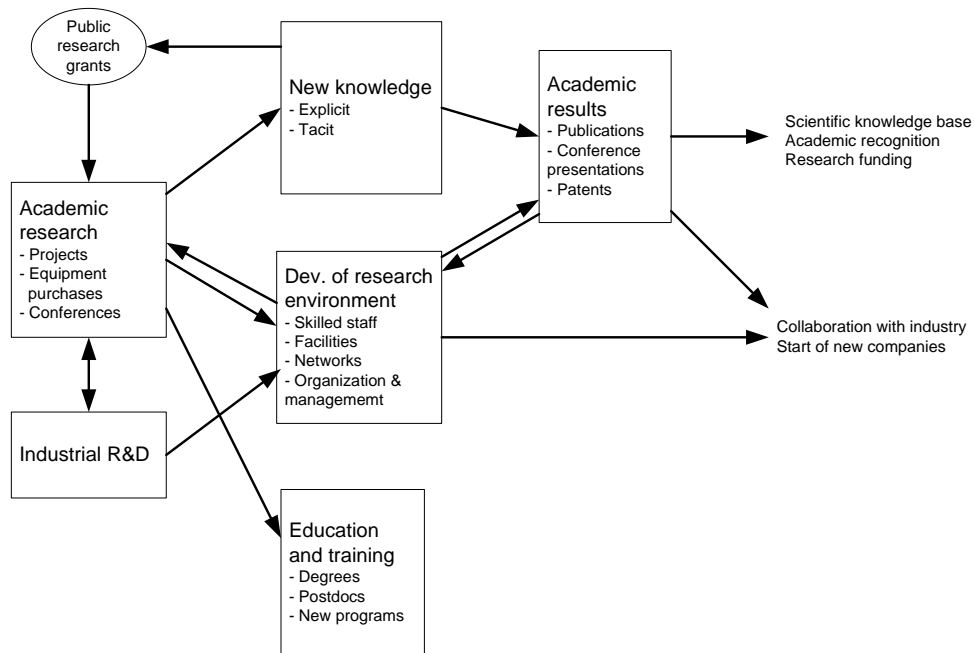 Public
research
grants
New knowledge
- Explicit
- Tacit
Academic
results
- Publications
- Conference
presentations
- Patents
Scientific knowledge base
Academic recognition
Research funding
Academic
research
- Projects
- Equipment
purchases
- Conferences
Dev. of research
environment
- Skilled staff
- Facilities
- Networks
- Organization &
managememt
Collaboration with industry
Start of new companies
Industrial R&D
Education
and training
- Degrees
- Postdocs
- New programs